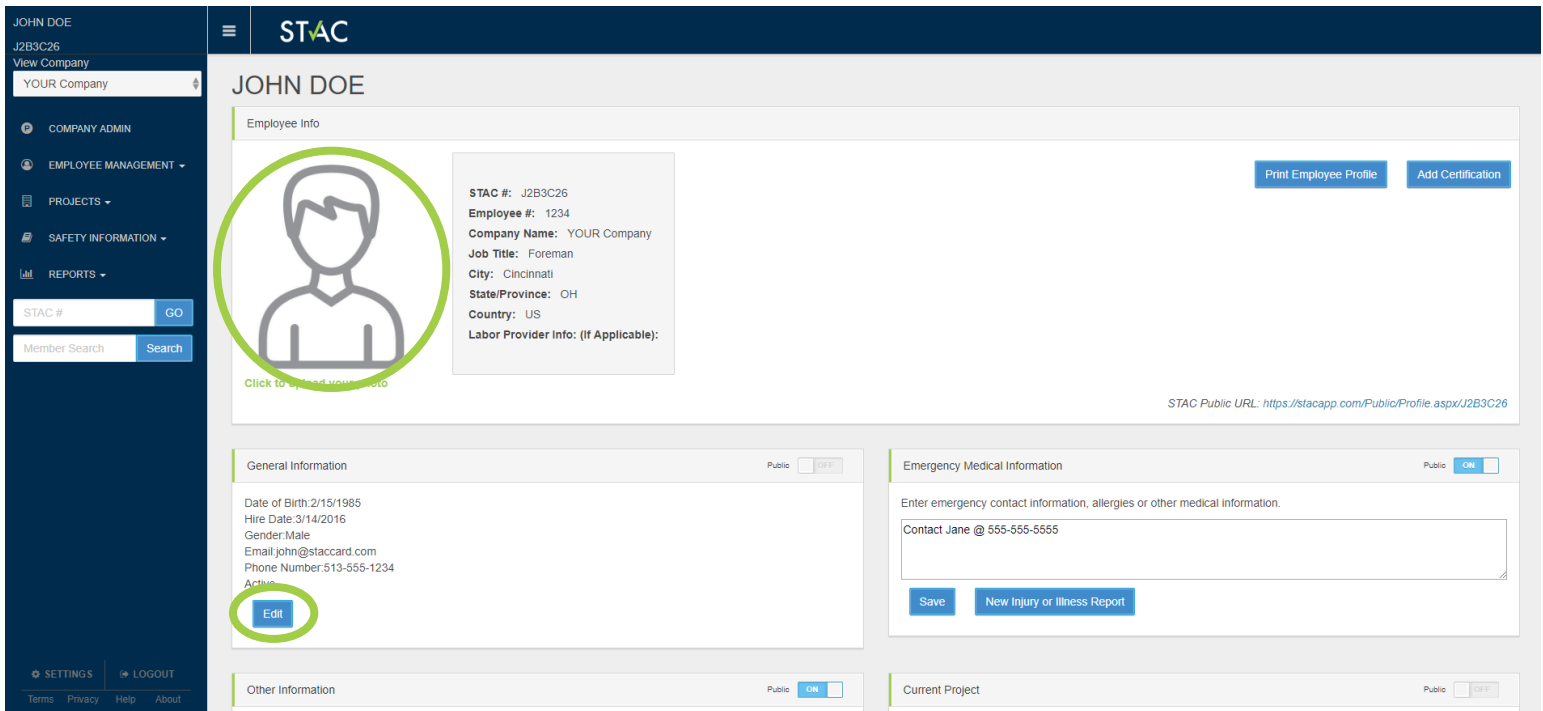 JOHN DOE
J2B3C26
View Company
YOUR Company
COMPANY ADMIN
EMPLOYEE MANAGEMENT
PROJECTS
SAFETY INFORMATION
REPORTS
STAC #
GO
Member Search
Search
SETTINGS
LOGOUT
Terms Privacy Help About
STAC
JOHN DOE
Employee Info
Click to upload your photo
STAC #: J2B3C26
Employee #: 1234
Company Name: YOUR Company
Job Title: Foreman
City: Cincinnati
State/Province: OH
Country: US
Labor Provider Info: (If Applicable):
Print Employee Profile
Add Certification
STAC Public URL: https://stacapp.com/Public/Profile.aspx/J2B3C26
General Information
Public OFF
Date of Birth:2/15/1985
Hire Date:3/14/2016
Gender:Male
Email:john@staccard.com
Phone Number:513-555-1234
Active
Edit
Emergency Medical Information
Public ON
Enter emergency contact information, allergies or other medical information.
Contact Jane @ 555-555-5555
Save
New Injury or Illness Report
Other Information
Public ON
Current Project
Public OFF